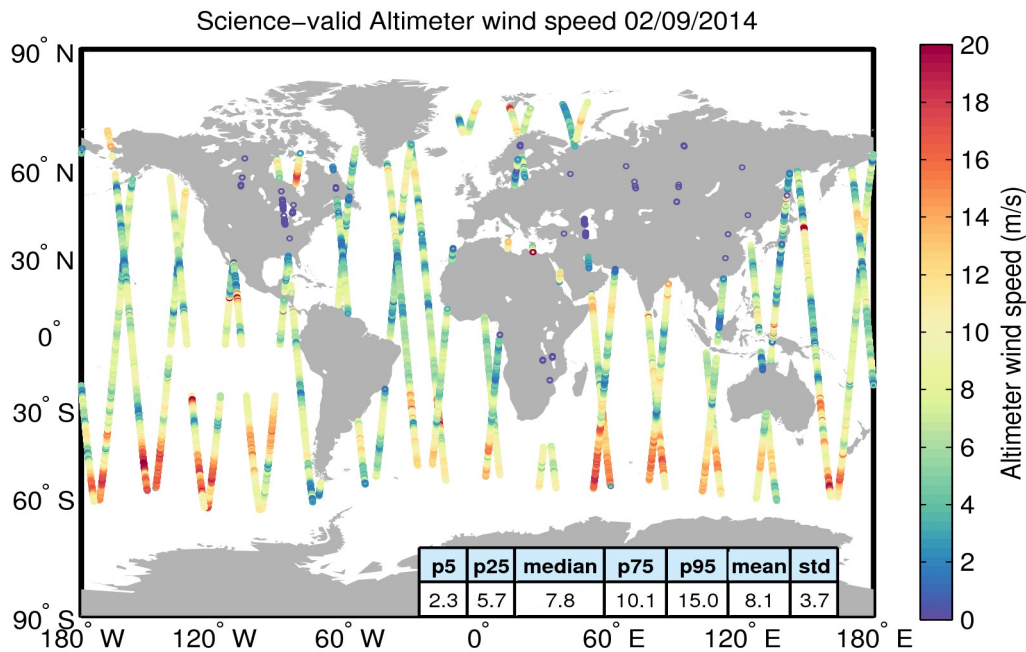 Science−valid Altimeter wind speed 02/09/2014
90° N
60° N
30° N
0°
30° S
60° S
90° S
180° W
120° W
60° W
0°
60° E
120° E
180° E
p5 p25 median p75 p95 mean std
2.3 5.7 7.8 10.1 15.0 8.1 3.7
20
18
16
14
12
10
8
6
4
2
0
Altimeter wind speed (m/s)